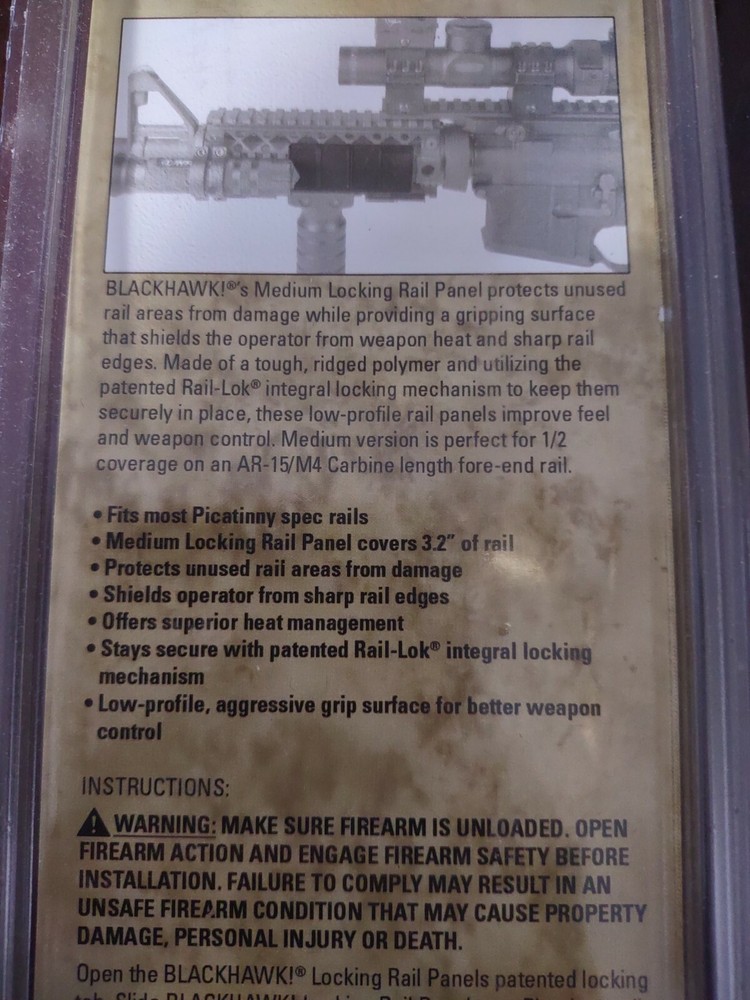 BLACKHAWK!®'s Medium Locking Rail Panel protects unused
rail areas from damage while providing a gripping surface
that shields the operator from weapon heat and sharp rail
edges. Made of a tough, ridged polymer and utilizing the
patented Rail-Lok® integral locking mechanism to keep them
securely in place, these low-profile rail panels improve feel
and weapon control. Medium version is perfect for 1/2
coverage on an AR-15/M4 Carbine length fore-end rail.
• Fits most Picatinny spec rails
• Medium Locking Rail Panel covers 3.2" of rail
• Protects unused rail areas from damage
• Shields operator from sharp rail edges
• Offers superior heat management
• Stays secure with patented Rail-Lok® integral locking
mechanism
• Low-profile, aggressive grip surface for better weapon
control
INSTRUCTIONS:
WARNING: MAKE SURE FIREARM IS UNLOADED. OPEN
FIREARM ACTION AND ENGAGE FIREARM SAFETY BEFORE
INSTALLATION. FAILURE TO COMPLY MAY RESULT IN AN
UNSAFE FIREARM CONDITION THAT MAY CAUSE PROPERTY
DAMAGE, PERSONAL INJURY OR DEATH.
Open the BLACKHAWK!® Locking Rail Panels patented locking